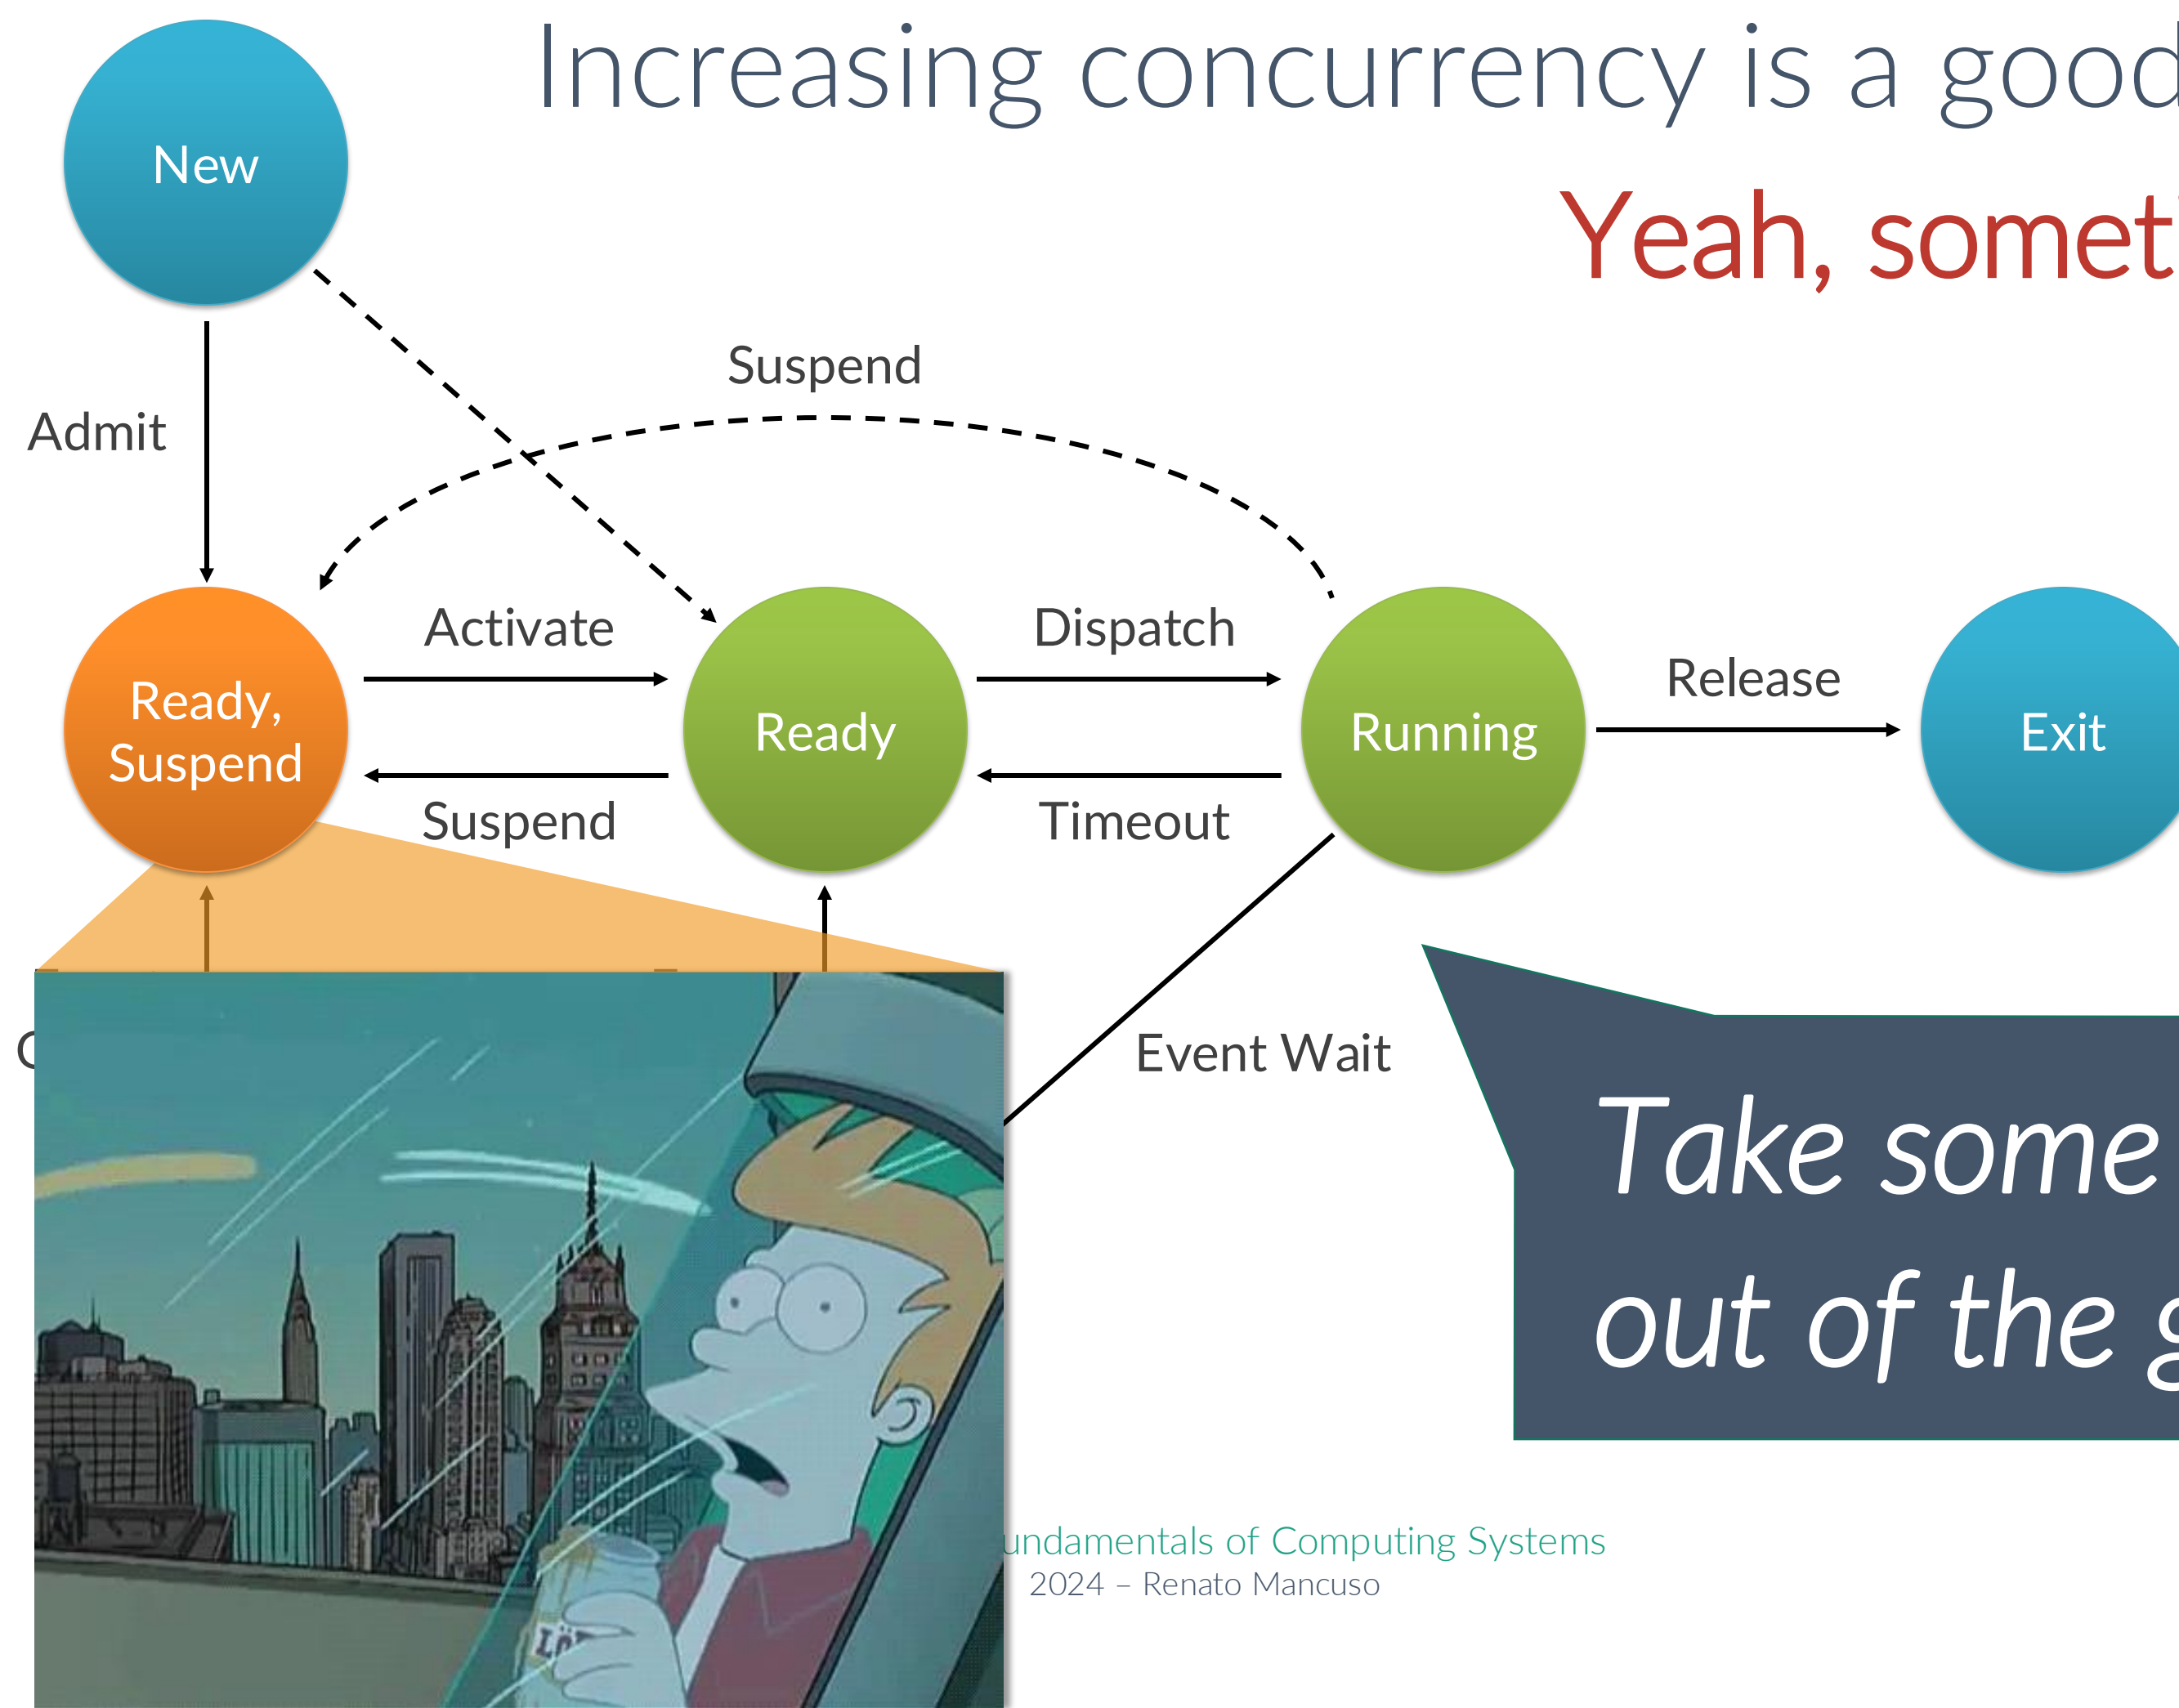 Increasing concurrency is a good
Yeah,
New
Suspend
Admit
Activate
Dispatch
Release
Ready,
Suspend
Ready
Running
Exit
Suspend
Timeout
Event Wait
Take some
out of the
undamentals of Computing Systems
2024 – Renato Mancuso